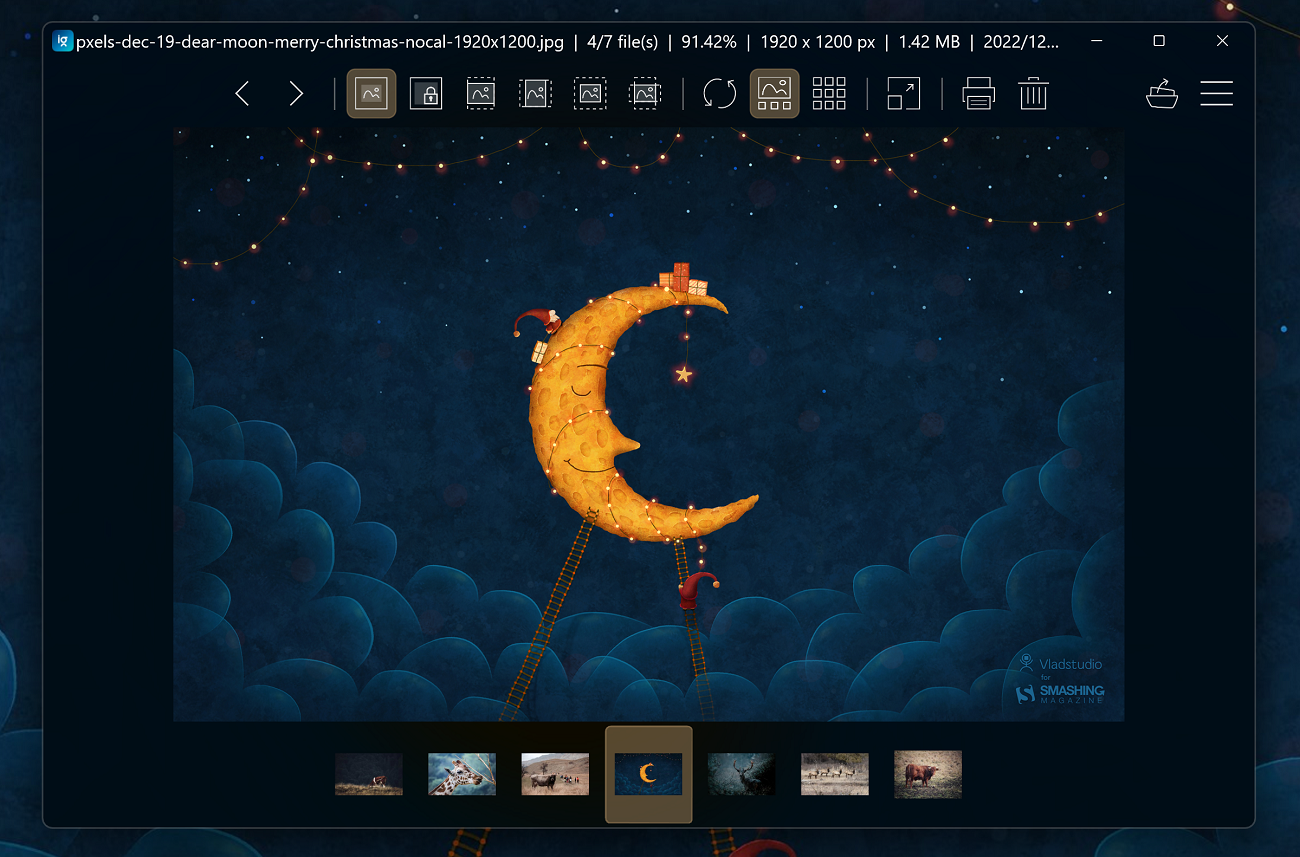 ig pxels-dec-19-dear-moon-merry-christmas-nocal-1920x1200.jpg | 4/7 file(s) | 91.42% | 1920 x 1200 px | 1.42 MB | 2022/12...
Vladstudio
for
SMASHING
MAGAZINE